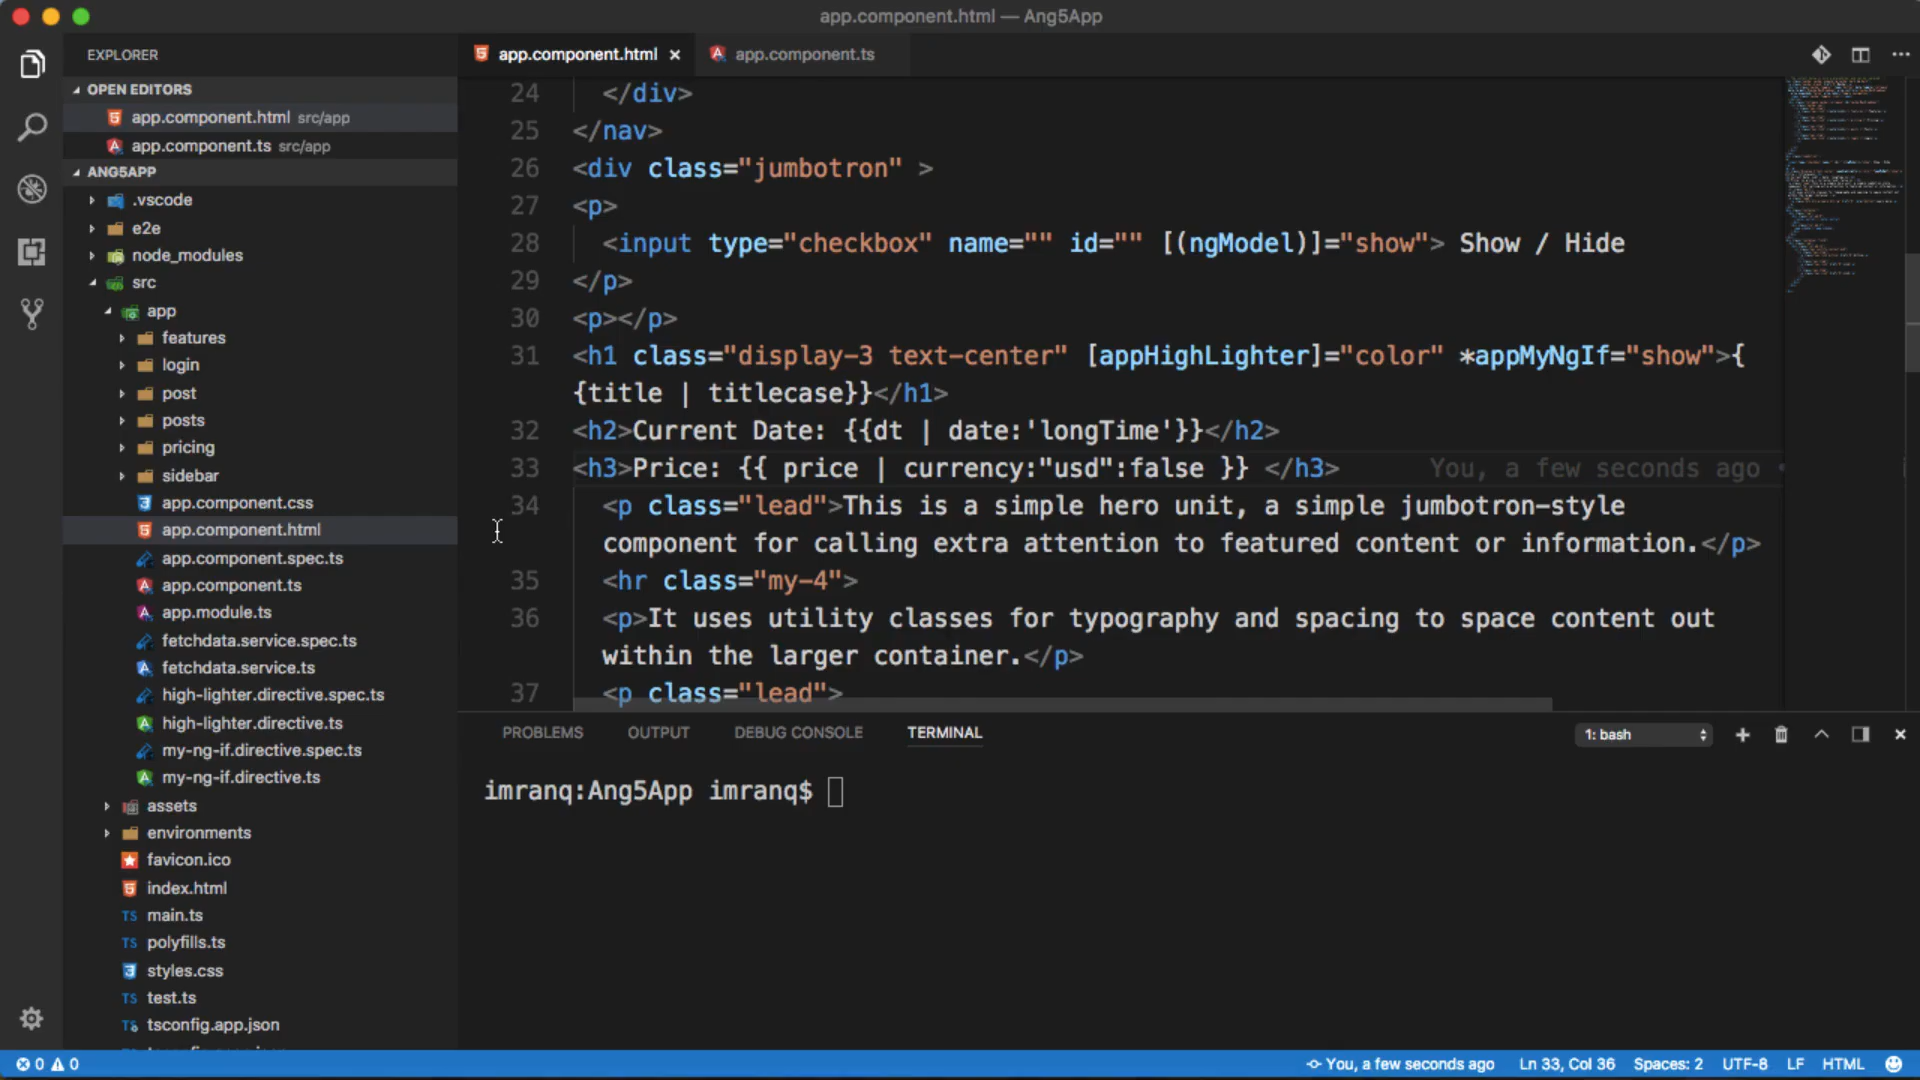 app.component.html — Ang5App
EXPLORER
OPEN EDITORS
app.component.html src/app
app.component.ts src/app
ANG5APP
.vscode
e2e
node_modules
src
app
features
login
post
posts
pricing
sidebar
app.component.css
app.component.html
app.component.spec.ts
app.component.ts
app.module.ts
fetchdata.service.spec.ts
fetchdata.service.ts
high-lighter.directive.spec.ts
high-lighter.directive.ts
my-ng-if.directive.spec.ts
my-ng-if.directive.ts
assets
environments
favicon.ico
index.html
main.ts
polyfills.ts
styles.css
test.ts
tsconfig.app.json
app.component.html
app.component.ts
24 </div>
25 </nav>
26 <div class="jumbotron" >
27 <p>
28 <input type="checkbox" name="" id="" [(ngModel)]="show"> Show / Hide
29 </p>
30 <p></p>
31 <h1 class="display-3 text-center" [appHighLighter]="color" *appMyNgIf="show">{
{title | titlecase}}</h1>
32 <h2>Current Date: {{dt | date:'longTime'}}</h2>
33 <h3>Price: {{ price | currency:"usd":false }} </h3> You, a few seconds ago
34 <p class="lead">This is a simple hero unit, a simple jumbotron-style
component for calling extra attention to featured content or information.</p>
35 <hr class="my-4">
36 <p>It uses utility classes for typography and spacing to space content out
within the larger container.</p>
37 <p class="lead">
PROBLEMS OUTPUT DEBUG CONSOLE TERMINAL 1: bash
imranq:Ang5App imranq$
0 0 You, a few seconds ago Ln 33, Col 36 Spaces: 2 UTF-8 LF HTML